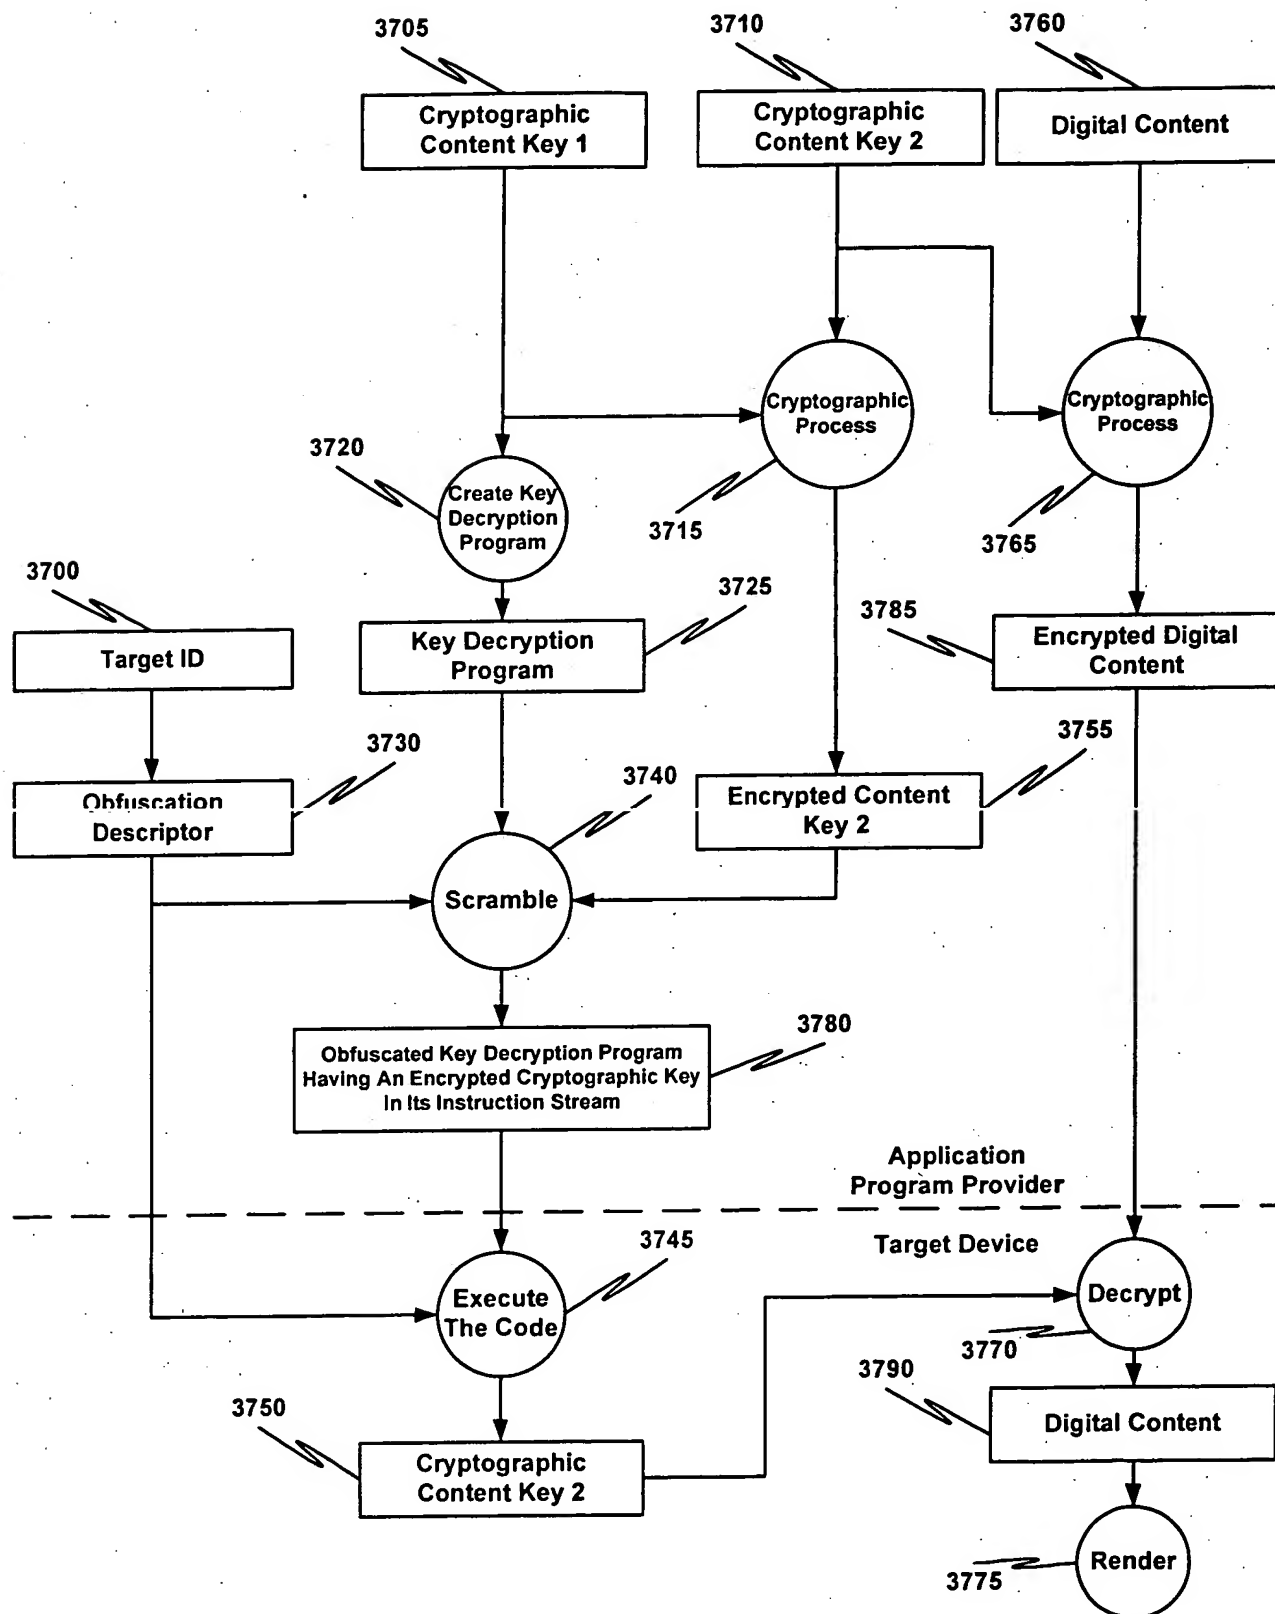 3705
3710
3760
Cryptographic
Content Key 1
Cryptographic
Content Key 2
Digital Content
Cryptographic
Process
Cryptographic
Process
3720
Create Key
Decryption
Program
3715
3765
3700
3725
3785
Target ID
Key Decryption
Program
Encrypted Digital
Content
3730
3755
3740
Obfuscation
Descriptor
Encrypted Content
Key 2
Scramble
3780
Obfuscated Key Decryption Program
Having An Encrypted Cryptographic Key
In Its Instruction Stream
Application
Program Provider
3745
Target Device
Execute
The Code
Decrypt
3770
3790
3750
Digital Content
Cryptographic
Content Key 2
Render
3775